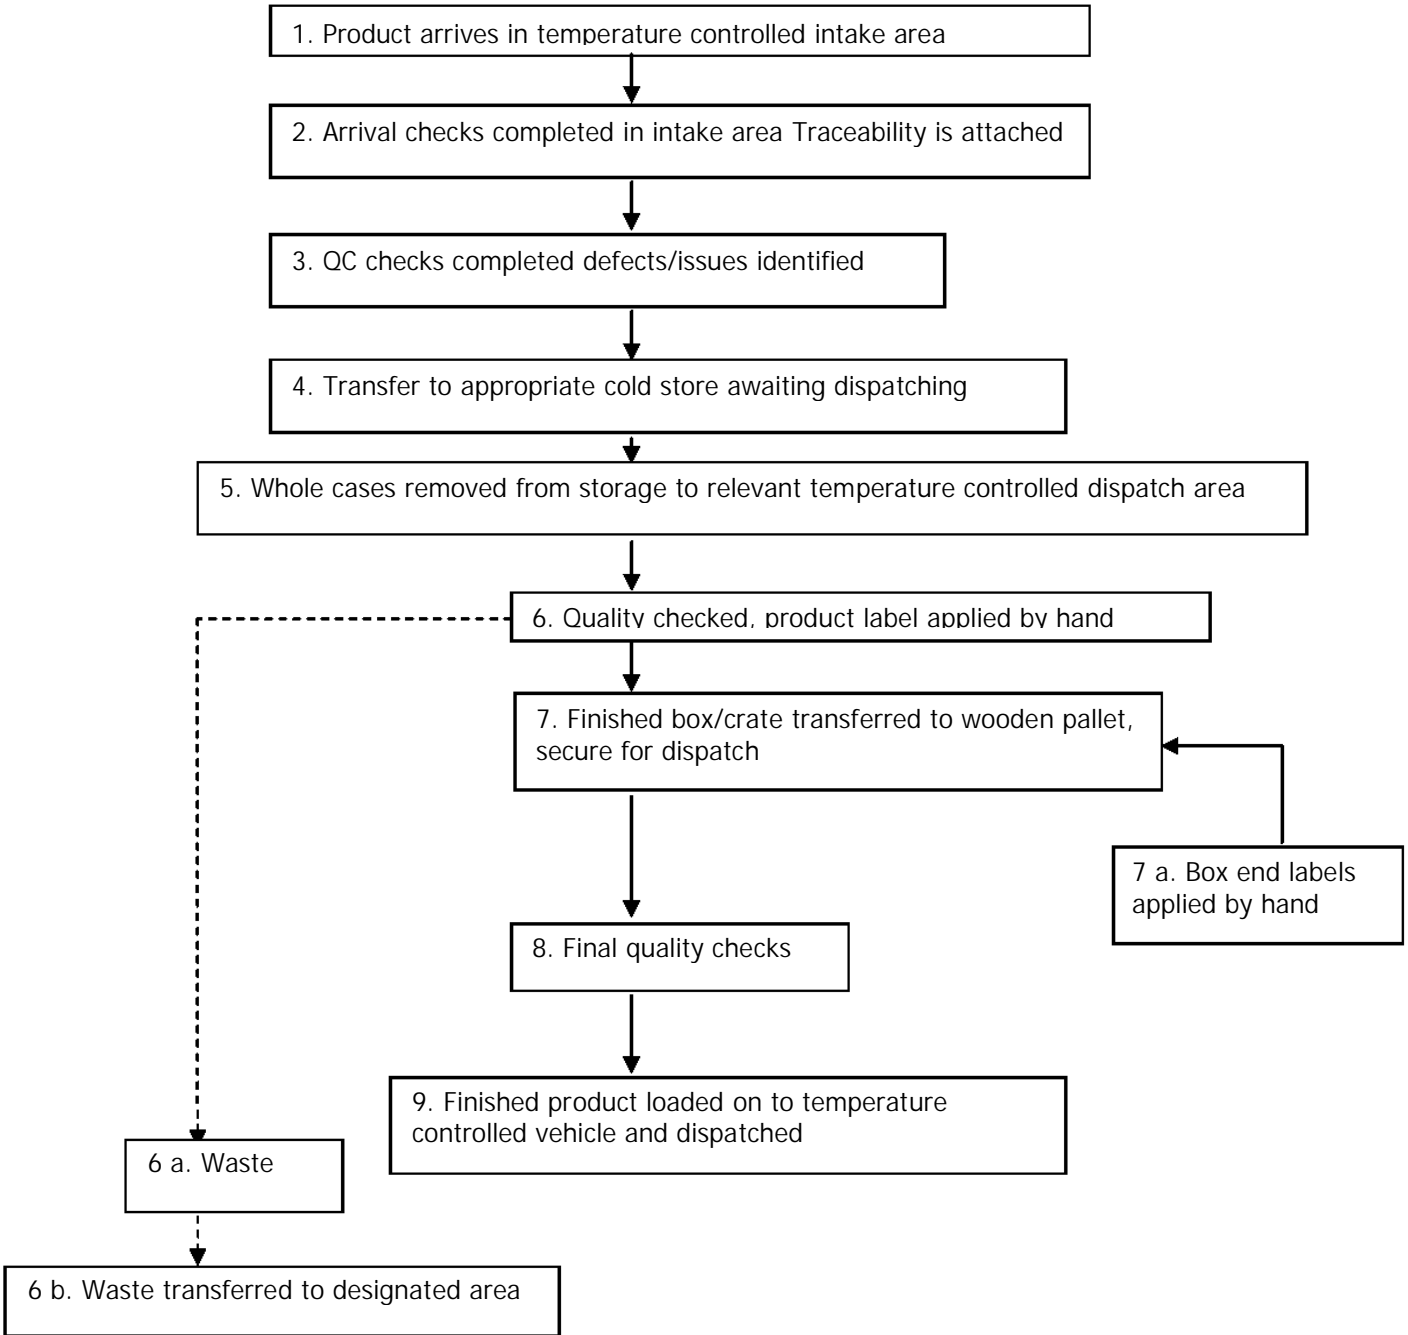 1. Product arrives in temperature controlled intake area
2. Arrival checks completed in intake area Traceability is attached
3. QC checks completed defects/issues identified
4. Transfer to appropriate cold store awaiting dispatching
5. Whole cases removed from storage to relevant temperature controlled dispatch area
6. Quality checked, product label applied by hand
7. Finished box/crate transferred to wooden pallet,
secure for dispatch
7 a. Box end labels
applied by hand
8. Final quality checks
9. Finished product loaded on to temperature
controlled vehicle and dispatched
6 a. Waste
6 b. Waste transferred to designated area